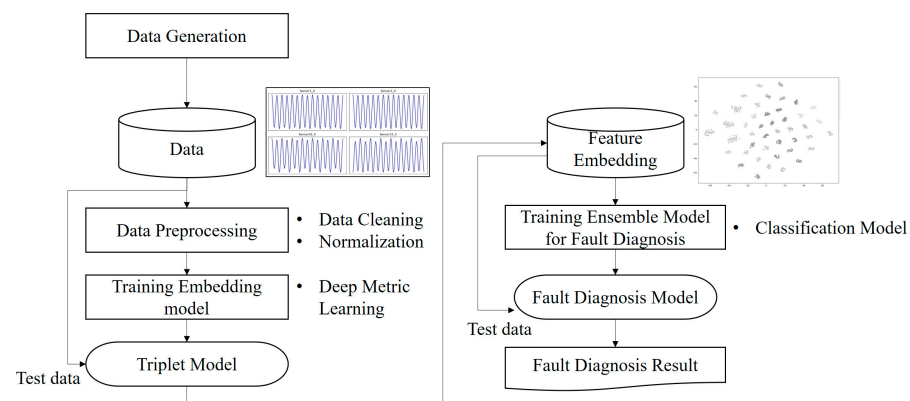 Data Generation
Data
Data Preprocessing
• Data Cleaning
• Normalization
Training Embedding
model
• Deep Metric
Learning
Triplet Model
Test data
Feature
Embedding
Training Ensemble Model
for Fault Diagnosis
• Classification Model
Fault Diagnosis Model
Test data
Fault Diagnosis Result